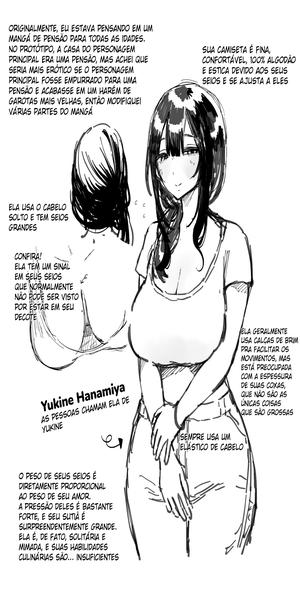 ORIGINALMENTE, EU ESTAVA PENSANDO EM UM
MANGÁ DE PENSÃO PARA TODAS AS IDADES.
NO PROTÓTIPO, A CASA DO PERSONAGEM
PRINCIPAL ERA UMA PENSÃO, MAS ACHEI QUE
SERIA MAIS ERÓTICO SE O PERSONAGEM
PRINCIPAL FOSSE EMPURRADO PARA UMA
PENSÃO E ACABASSE EM UM HARÉM DE
GAROTAS MAIS VELHAS, ENTÃO MODIFIQUEI
VÁRIAS PARTES DO MANGÁ
SUA CAMISETA É FINA,
CONFORTÁVEL, 100% ALGODÃO
E ESTICA DEVIDO AOS SEUS
SEIOS E SE AJUSTA A ELES
ELA USA O CABELO
SOLTO E TEM SEIOS
GRANDES
CONFIRA!
ELA TEM UM SINAL
EM SEUS SEIOS
QUE NORMALMENTE
NÃO PODE SER VISTO
POR ESTAR EM SEU
DECOTE
ELA GERALMENTE
USA CALÇAS DE BRIM
PRA FACILITAR OS
MOVIMENTOS, MAS
ESTÁ PREOCUPADA
COM A ESPESSURA
DE SUAS COXAS,
QUE NÃO SÃO AS
ÚNICAS COISAS
QUE SÃO GROSSAS
Yukine Hanamiya
AS PESSOAS CHAMAM ELA DE
YUKINE
SEMPRE USA UM
ELÁSTICO DE CABELO
O PESO DE SEUS SEIOS É
DIRETAMENTE PROPORCIONAL
AO PESO DE SEU AMOR.
A PRESSÃO DELES É BASTANTE
FORTE, E SEU SUTIÃ É
SURPREENDENTEMENTE GRANDE.
ELA É, DE FATO, SOLITÁRIA E
MIMADA, E SUAS HABILIDADES
CULINÁRIAS SÃO... INSUFICIENTES